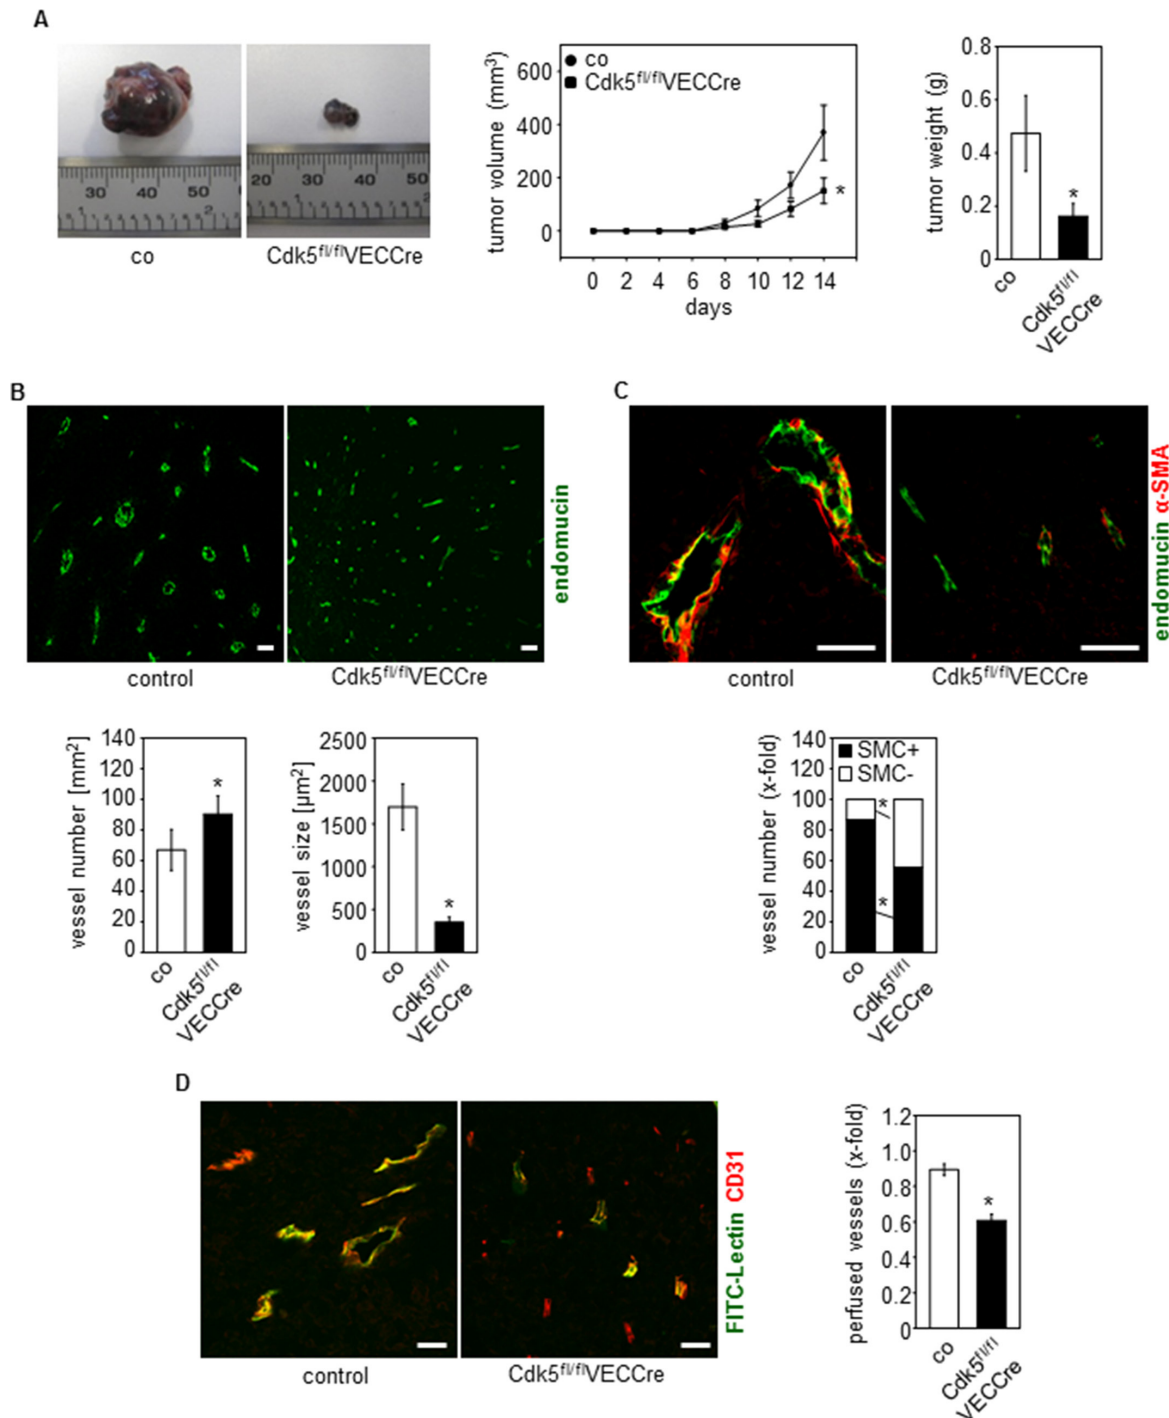 A
30 40 50
1 2
co
20 30 40 50
1 2
Cdk5fl/flVECCre
tumor volume (mm3)
600
400
200
0
co
Cdk5fl/flVECCre
*
0 2 4 6 8 10 12 14
days
tumor weight (g)
0.8
0.6
0.4
0.2
0
*
co
Cdk5fl/fl
VECCre
B
control
Cdk5fl/flVECCre
endomucin
C
control
Cdk5fl/flVECCre
endomucin α-SMA
vessel number [mm2]
140
120
100
80
60
40
20
0
*
co
Cdk5fl/fl
VECCre
vessel size [µm2]
2500
2000
1500
1000
500
0
*
co
Cdk5fl/fl
VECCre
vessel number (x-fold)
140
120
100
80
60
40
20
0
SMC+
SMC-
*
*
co
Cdk5fl/fl
VECCre
D
control
Cdk5fl/flVECCre
FITC-Lectin CD31
perfused vessels (x-fold)
1.2
1.0
0.8
0.6
0.4
0.2
0
*
co
Cdk5fl/fl
VECCre